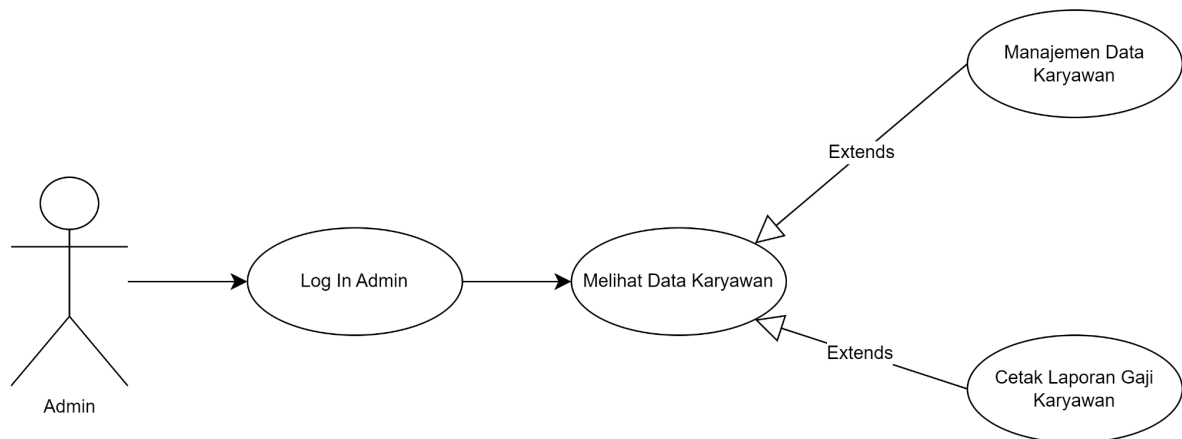 Manajemen Data
Karyawan
Extends
Log In Admin
Melihat Data Karyawan
Extends
Cetak Laporan Gaji
Karyawan
Admin